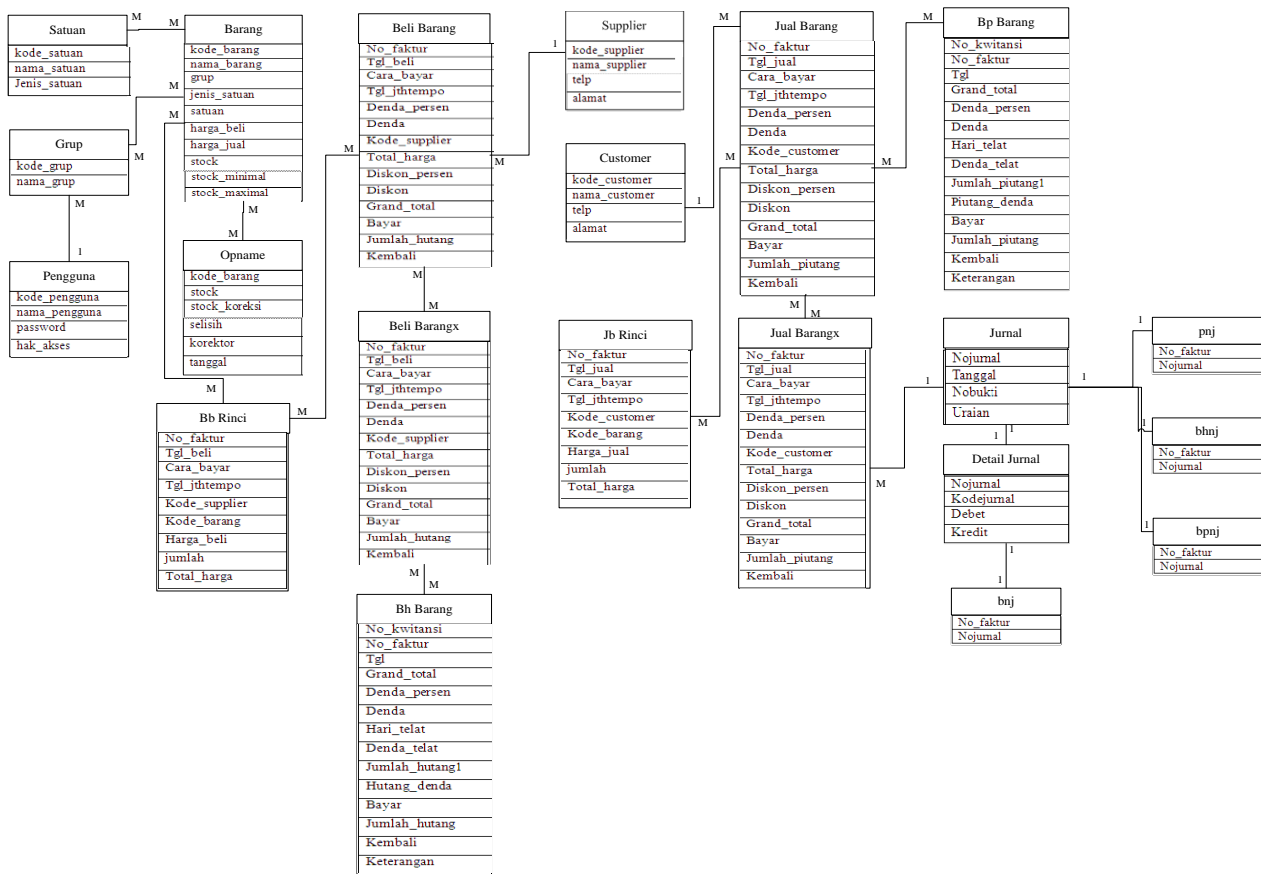 Satuan
kode_satuan
nama_satuan
Jenis_satuan
M
M
Barang
kode_barang
nama_barang
grup
jenis_satuan
satuan
harga_beli
harga_jual
stock
stock_minimal
stock_maximal
M
M
M
Grup
kode_grup
nama_grup
M
M
1
Pengguna
kode_pengguna
nama_pengguna
password
hak_akses
M
M
Opname
kode_barang
stock
stock_koreksi
selisih
korektor
tanggal
M
Bb Rinci
No_faktur
Tgl_beli
Cara_bayar
Tgl_jthtempo
Kode_supplier
Kode_barang
Harga_beli
jumlah
Total_harga
M
M
Beli Barang
No_faktur
Tgl_beli
Cara_bayar
Tgl_jthtempo
Denda_persen
Denda
Kode_supplier
Total_harga
Diskon_persen
Diskon
Grand_total
Bayar
Jumlah_hutang
Kembali
M
M
M
Beli Barangx
No_faktur
Tgl_beli
Cara_bayar
Tgl_jthtempo
Denda_persen
Denda
Kode_supplier
Total_harga
Diskon_persen
Diskon
Grand_total
Bayar
Jumlah_hutang
Kembali
M
M
Bh Barang
No_kwitansi
No_faktur
Tgl
Grand_total
Denda_persen
Denda
Hari_telat
Denda_telat
Jumlah_hutang1
Hutang_denda
Bayar
Jumlah_hutang
Kembali
Keterangan
1
Supplier
kode_supplier
nama_supplier
telp
alamat
Customer
kode_customer
nama_customer
telp
alamat
1
M
M
Jb Rinci
No_faktur
Tgl_jual
Cara_bayar
Tgl_jthtempo
Kode_customer
Kode_barang
Harga_jual
jumlah
Total_harga
M
Jual Barang
No_faktur
Tgl_jual
Cara_bayar
Tgl_jthtempo
Denda_persen
Denda
Kode_customer
Total_harga
Diskon_persen
Diskon
Grand_total
Bayar
Jumlah_piutang
Kembali
M
M
M
Jual Barangx
No_faktur
Tgl_jual
Cara_bayar
Tgl_jthtempo
Denda_persen
Denda
Kode_customer
Total_harga
Diskon_persen
Diskon
Grand_total
Bayar
Jumlah_piutang
Kembali
M
M
Bp Barang
No_kwitansi
No_faktur
Tgl
Grand_total
Denda_persen
Denda
Hari_telat
Denda_telat
Jumlah_piutang1
Piutang_denda
Bayar
Jumlah_piutang
Kembali
Keterangan
1
Jurnal
Nojurnal
Tanggal
Nobukti
Uraian
1
1
1
Detail Jurnal
Nojurnal
Kodejurnal
Debet
Kredit
1
1
bnj
No_faktur
Nojurnal
1
pnj
No_faktur
Nojurnal
1
bhnj
No_faktur
Nojurnal
1
bpnj
No_faktur
Nojurnal